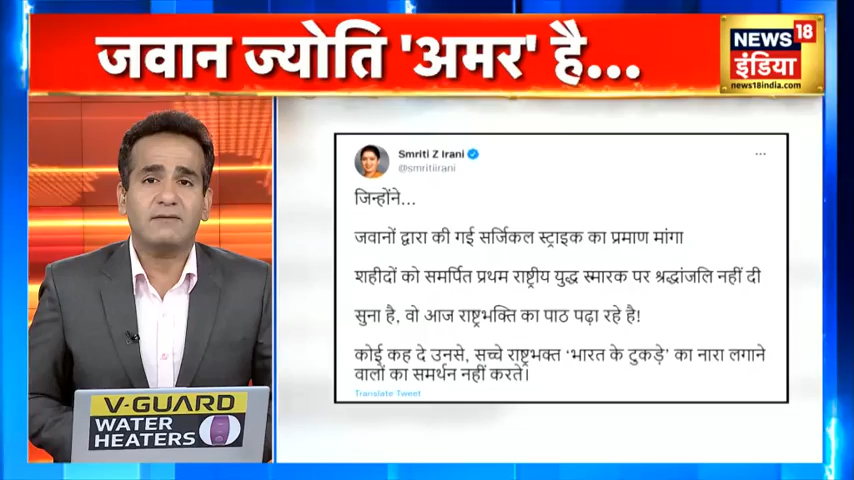 जवान ज्योति 'अमर' है...
NEWS 18
इंडिया
news18india.com
Smriti Z Irani
@smritiirani
जिन्होंने...
जवानों द्वारा की गई सर्जिकल स्ट्राइक का प्रमाण मांगा
शहीदों को समर्पित प्रथम राष्ट्रीय युद्ध स्मारक पर श्रद्धांजलि नहीं दी
सुना है, वो आज राष्ट्रभक्ति का पाठ पढ़ा रहे है!
कोई कह दे उनसे, सच्चे राष्ट्रभक्त ‘भारत के टुकड़े’ का नारा लगाने
वालों का समर्थन नहीं करते।
Translate Tweet
V-GUARD
WATER
HEATERS